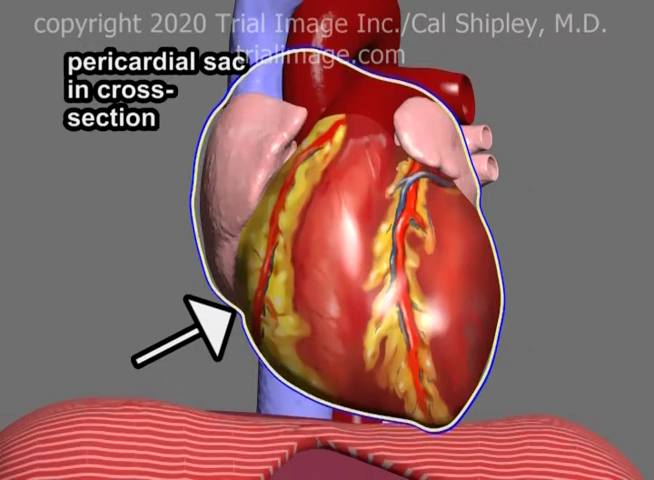 copyright 2020 Trial Image Inc./Cal Shipley, M.D.
trialimage.com
pericardial sac
in cross-
section